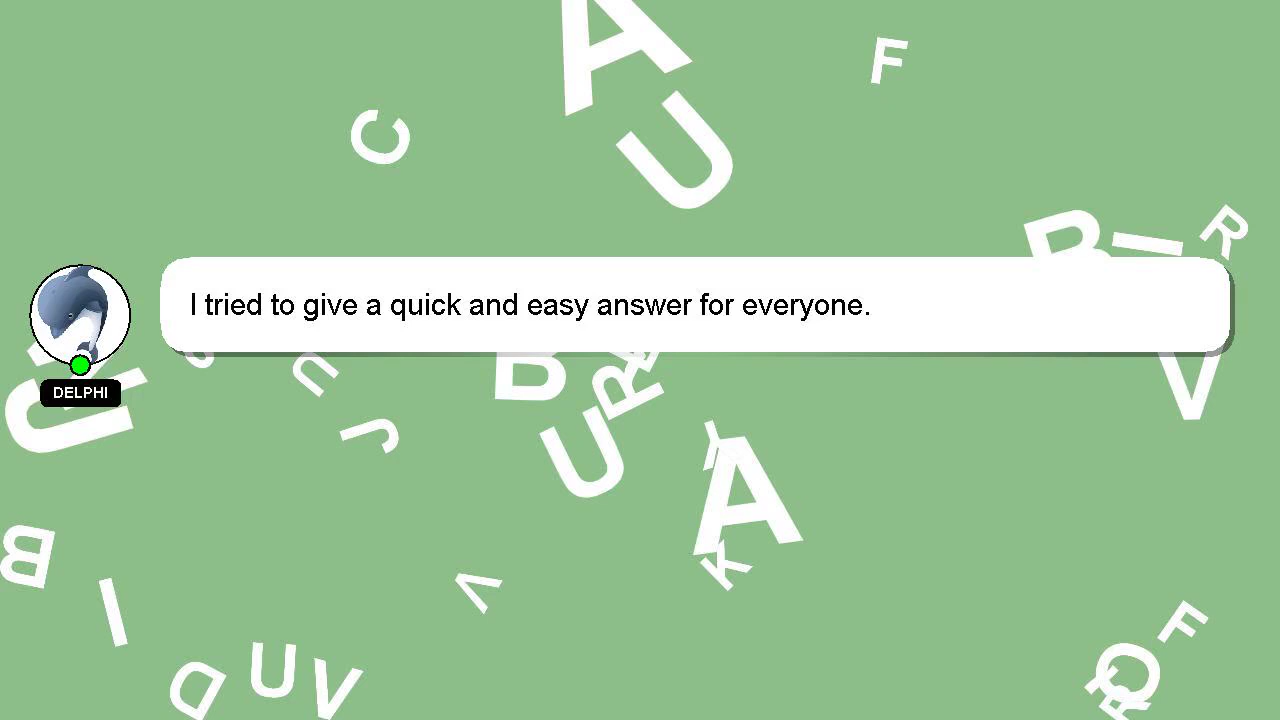 I tried to give a quick and easy answer for everyone.
DELPHI
A
F
C
U
R
B
I
U
B
R
V
J
U
A
K
B
I
V
F
Q
D
U
V